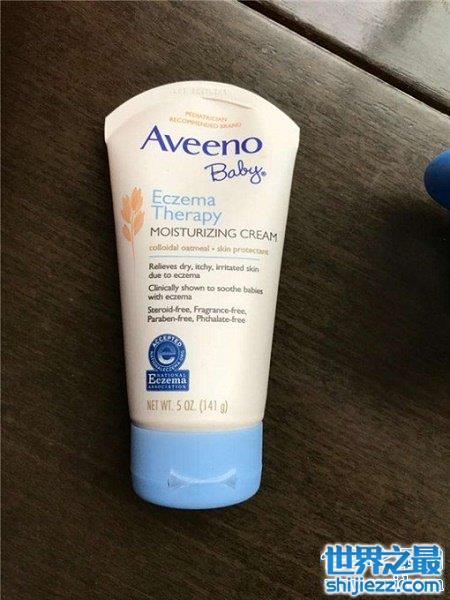 PEDIATRICIAN
RECOMMENDED BRAND
Aveeno
Baby®
Eczema
Therapy
MOISTURIZING CREAM
colloidal oatmeal • skin protectant
Relieves dry, itchy, irritated skin
due to eczema
Clinically shown to soothe babies
with eczema
Steroid-free, Fragrance-free,
Paraben-free, Phthalate-free
ACCEPTED
NATIONAL
Eczema
ASSOCIATION
NET WT. 5 OZ. (141 g)
世界之最
shijiezz.com